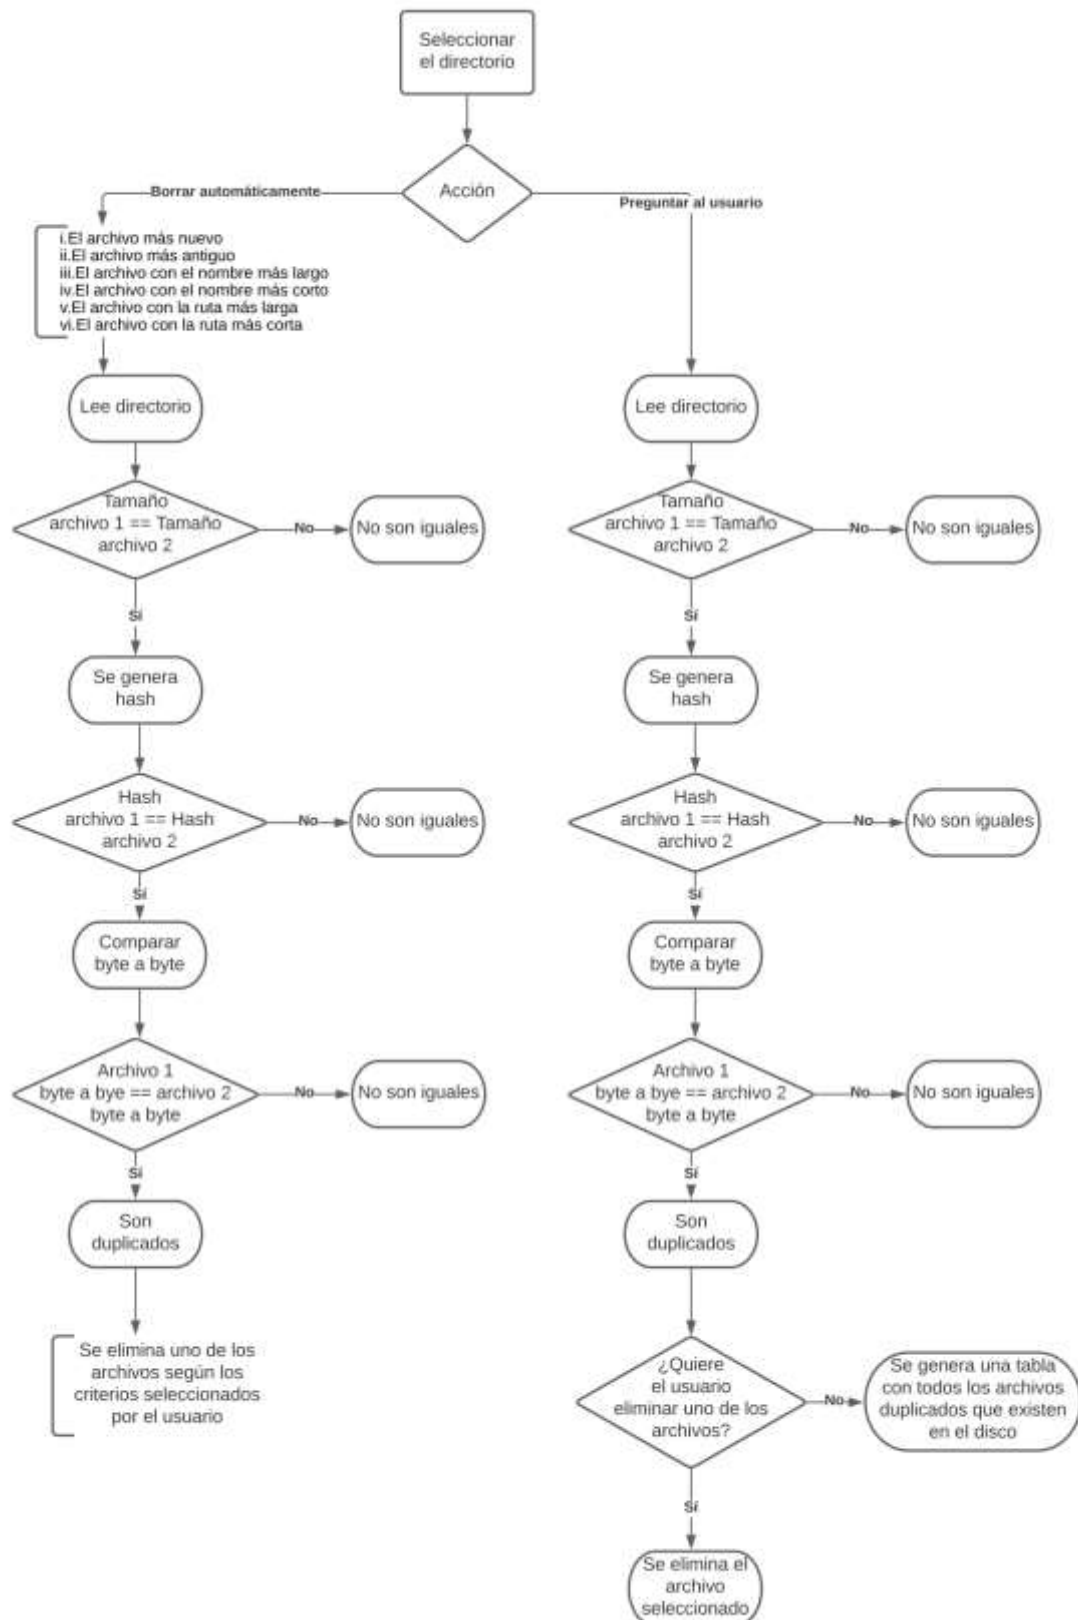 Seleccionar
el directorio
Acción
Borrar automáticamente
Preguntar al usuario
i.El archivo más nuevo
ii.El archivo más antiguo
iii.El archivo con el nombre más largo
iv.El archivo con el nombre más corto
v.El archivo con la ruta más larga
vi.El archivo con la ruta más corta
Lee directorio
Tamaño
archivo 1 == Tamaño
archivo 2
No
No son iguales
Sí
Se genera
hash
Hash
archivo 1 == Hash
archivo 2
No
No son iguales
Sí
Comparar
byte a byte
Archivo 1
byte a bye == archivo 2
byte a byte
No
No son iguales
Sí
Son
duplicados
Se elimina uno de los
archivos según los
criterios seleccionados
por el usuario
Lee directorio
Tamaño
archivo 1 == Tamaño
archivo 2
No
No son iguales
Sí
Se genera
hash
Hash
archivo 1 == Hash
archivo 2
No
No son iguales
Sí
Comparar
byte a byte
Archivo 1
byte a bye == archivo 2
byte a byte
No
No son iguales
Sí
Son
duplicados
¿Quiere
el usuario
eliminar uno de los
archivos?
No
Se genera una tabla
con todos los archivos
duplicados que existen
en el disco
Sí
Se elimina el
archivo
seleccionado